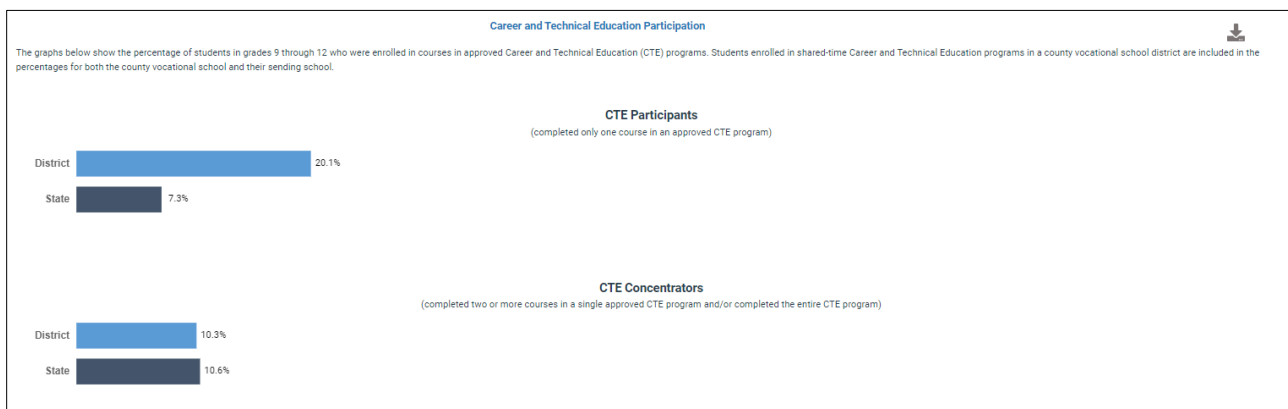 Career and Technical Education Participation
The graphs below show the percentage of students in grades 9 through 12 who were enrolled in courses in approved Career and Technical Education (CTE) programs. Students enrolled in shared-time Career and Technical Education programs in a county vocational school district are included in the
percentages for both the county vocational school and their sending school.
CTE Participants
(completed only one course in an approved CTE program)
District 20.1%
State 7.3%
CTE Concentrators
(completed two or more courses in a single approved CTE program and/or completed the entire CTE program)
District 10.3%
State 10.6%